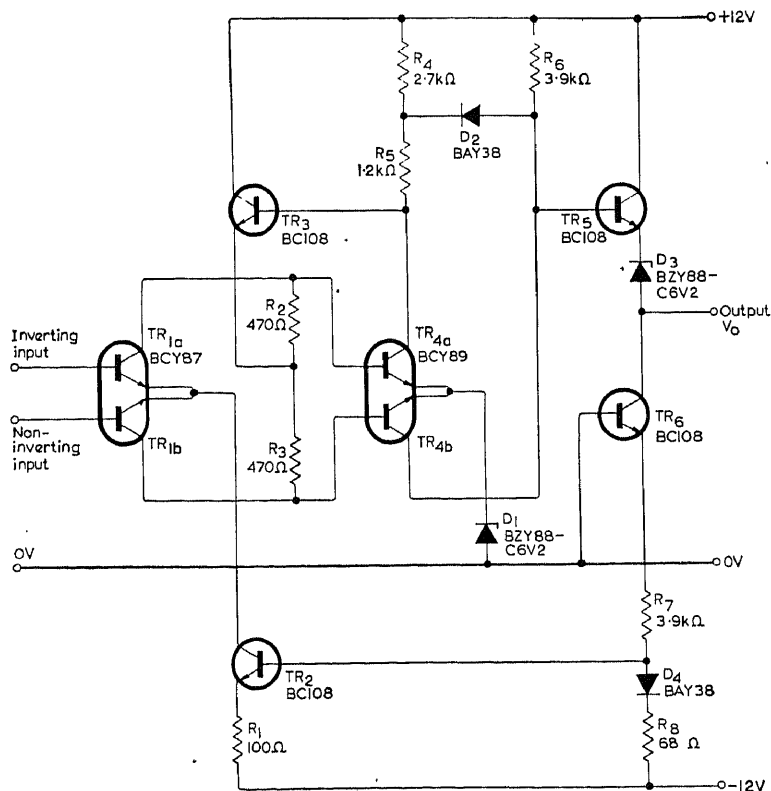 +12V
R4
2.7kΩ
R6
3.9kΩ
D2
BAY38
R5
1.2kΩ
TR3
BC108
TR5
BC108
D3
BZY88-
C6V2
Output
Vo
R2
470Ω
Inverting
input
TR1a
BCY87
TR4a
BCY89
Non-
inverting
input
TR1b
R3
470Ω
TR4b
TR6
BC108
D1
BZY88-
C6V2
0V
0V
R7
3.9kΩ
TR2
BC108
D4
BAY38
R1
100Ω
R8
68 Ω
-12V